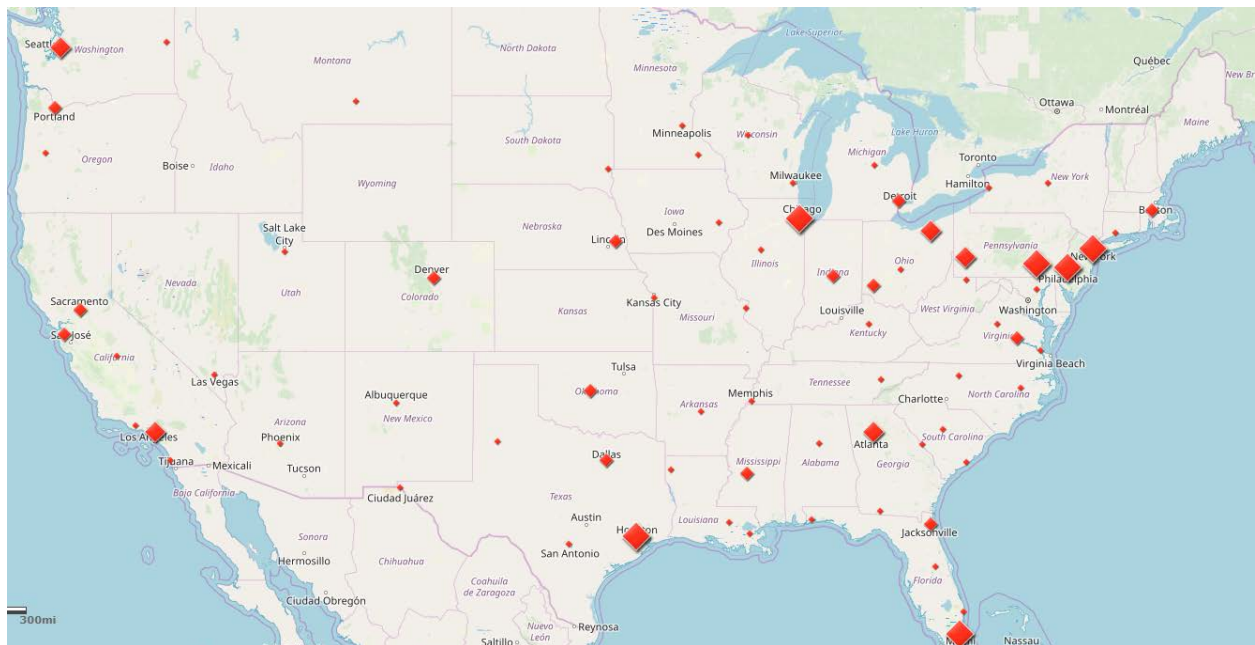 Lake Superior
Seatt
Washington
North Dakota
Montana
Minnesota
Québec
New Br
Ottawa
Montréal
Portland
Minneapolis
Wisconsin
Lake Huron
Maine
Oregon
Boise
Idaho
South Dakota
Michigan
Toronto
Milwaukee
Hamilton
New York
Wyoming
Detroit
Chicago
Boston
Salt Lake
City
Nebraska
Iowa
Des Moines
Lincoln
Pennsylvania
New York
Illinois
Indiana
Ohio
Denver
Colorado
Nevada
Utah
Philadelphia
Sacramento
Kansas City
Kansas
Missouri
Louisville
West Virginia
Washington
San José
California
Kentucky
Virginia
Virginia Beach
Tulsa
Las Vegas
Albuquerque
Oklahoma
Tennessee
Memphis
Charlotte
North Carolina
Arizona
New Mexico
Arkansas
Los Angeles
Phoenix
Atlanta
South Carolina
Tijuana
Mexicali
Tucson
Dallas
Mississippi
Alabama
Georgia
Baja California
Ciudad Juárez
Texas
Austin
Louisiana
Houston
Jacksonville
Sonora
Hermosillo
Chihuahua
San Antonio
Coahuila
de Zaragoza
Florida
Ciudad Obregón
300mi
Nuevo
León
Reynosa
Saltillo
Nassau